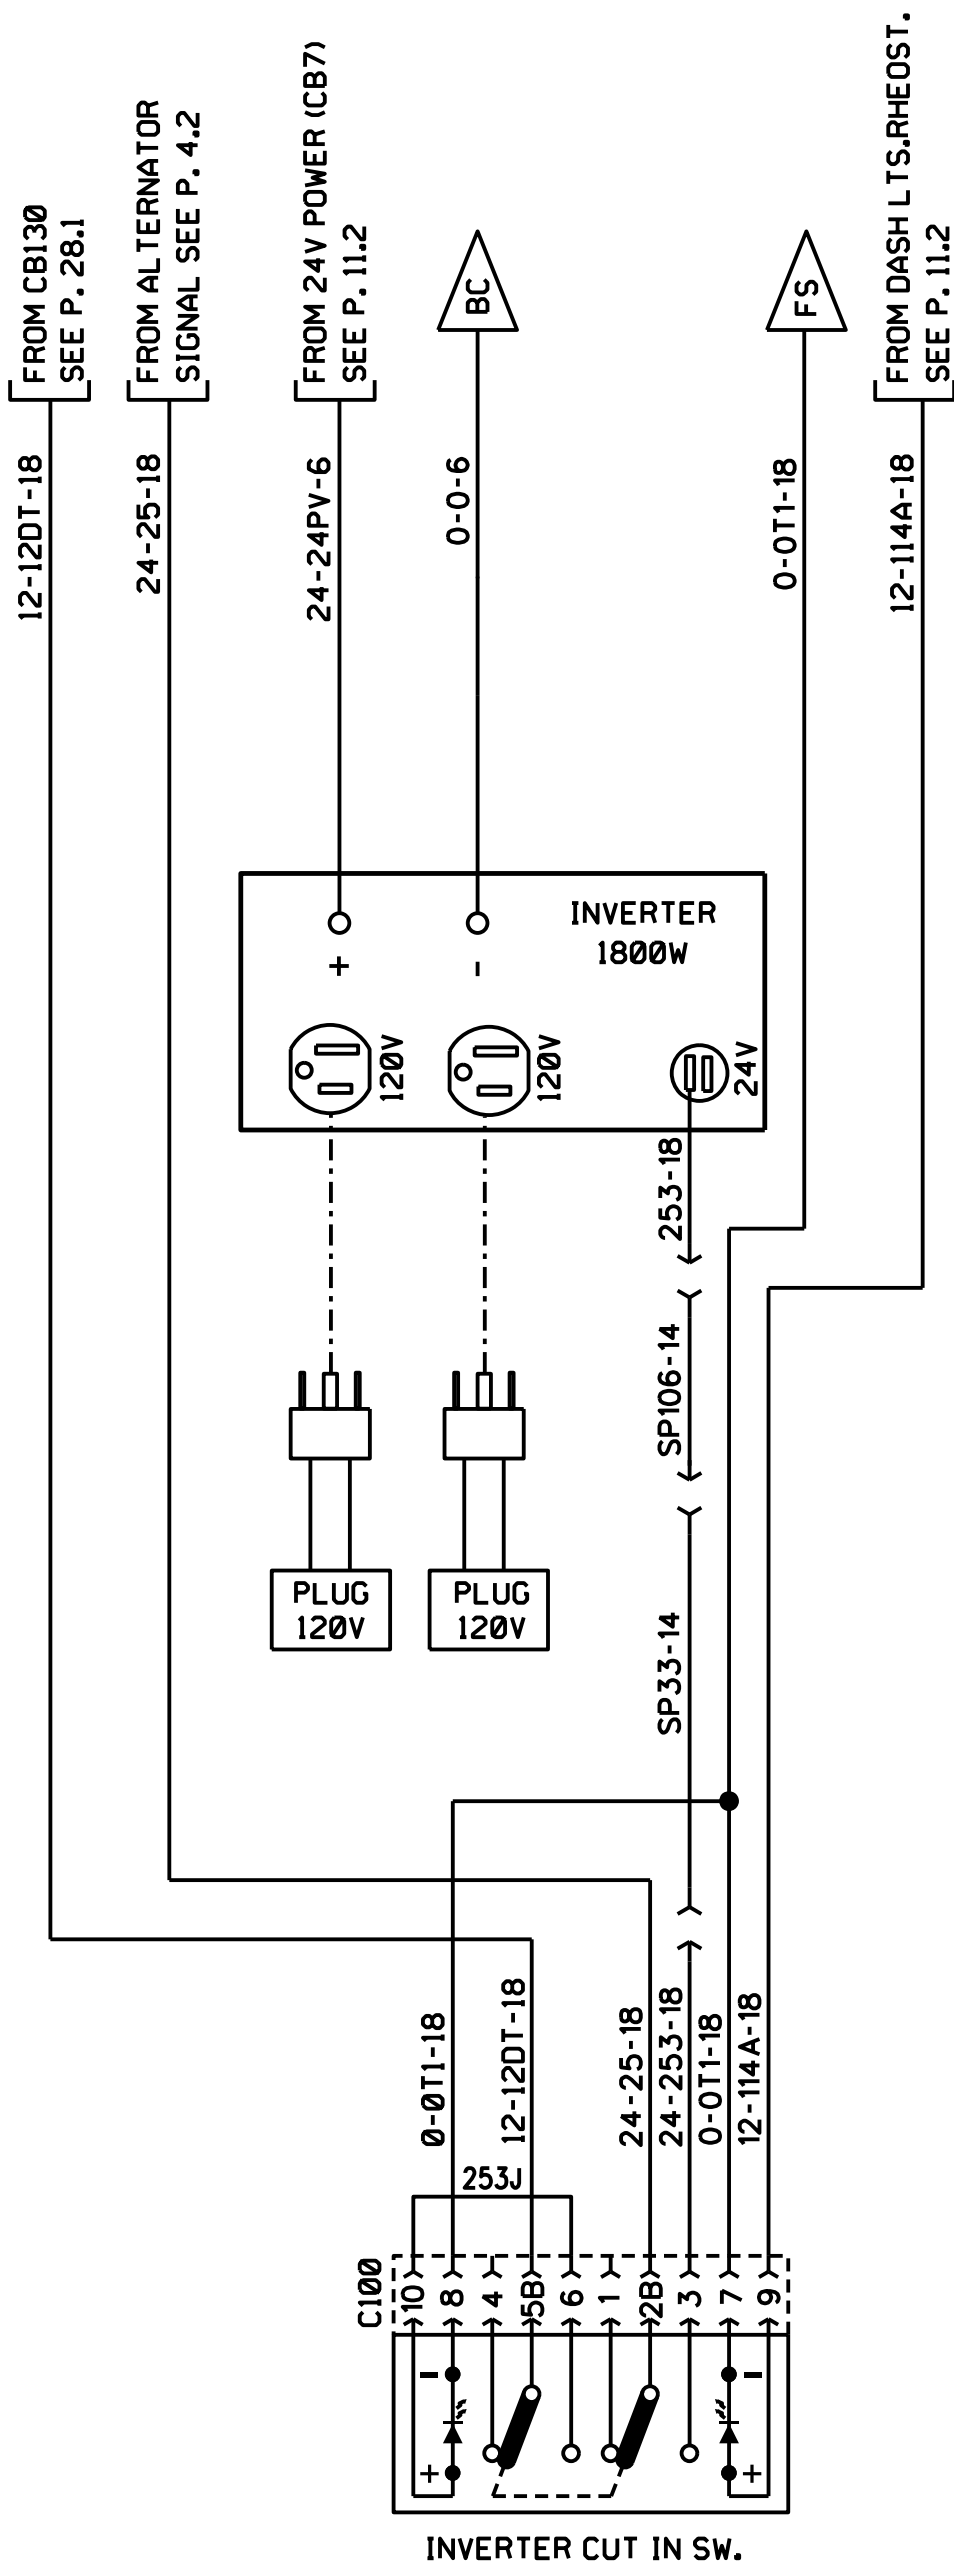 FROM CB130
SEE P. 28.1
FROM ALTERNATOR
SIGNAL SEE P. 4.2
FROM 24V POWER (CB7)
SEE P. 11.2
BC
FS
FROM DASH LTS.RHEOST.
SEE P. 11.2
12-12DT-18
24-25-18
24-24PV-6
0-0-6
0-0T1-18
12-114A-18
INVERTER
1800W
+
-
120V
120V
24V
253-18
SP106-14
PLUG
120V
PLUG
120V
SP33-14
0-0T1-18
12-12DT-18
24-25-18
24-253-18
0-0T1-18
12-114A-18
253J
C100
10
8
4
5B
6
1
2B
3
7
9
-
-
+
+
INVERTER CUT IN SW.